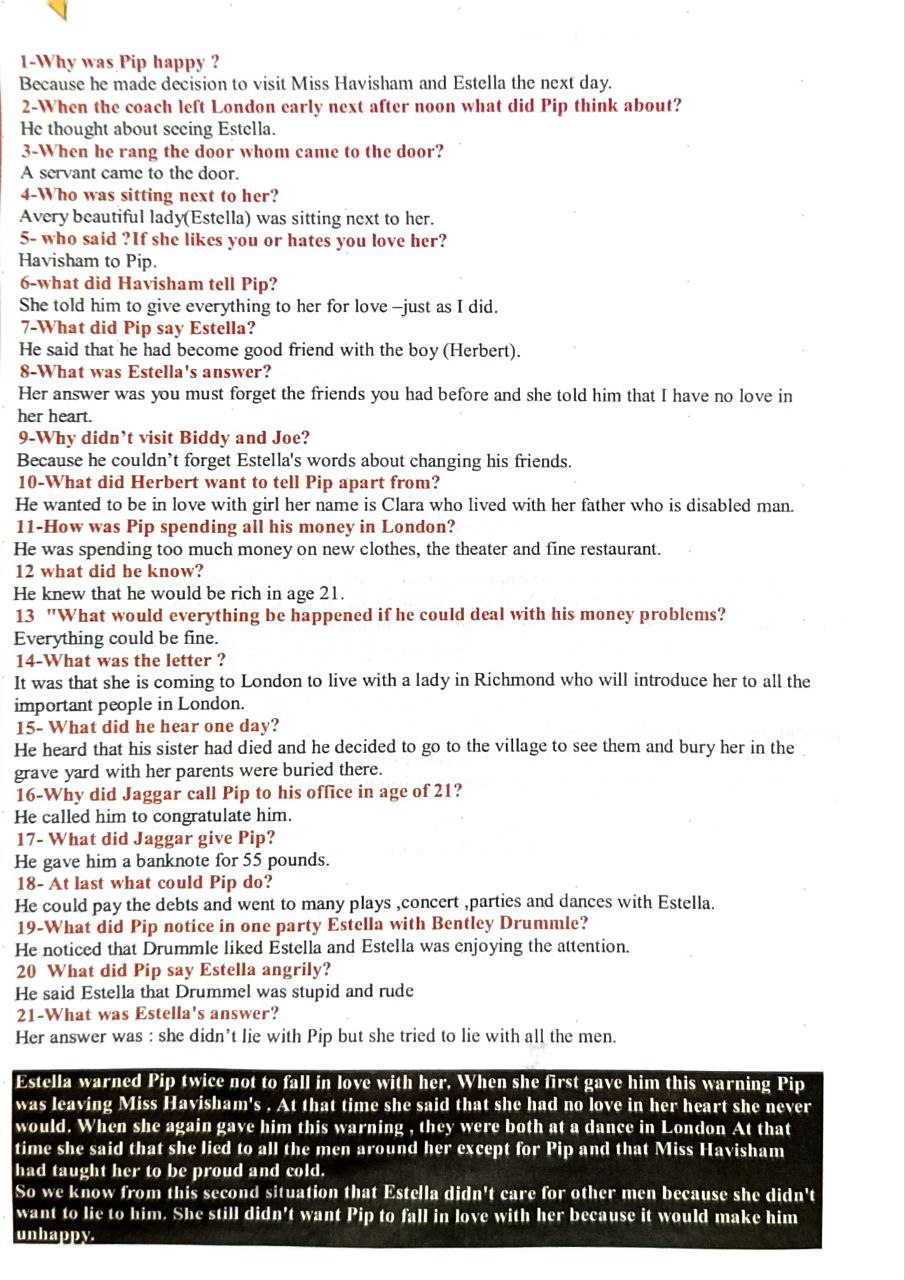 1-Why was Pip happy ?
Because he made decision to visit Miss Havisham and Estella the next day.
2-When the coach left London early next after noon what did Pip think about?
He thought about seeing Estella.
3-When he rang the door whom came to the door?
A servant came to the door.
4-Who was sitting next to her?
Avery beautiful lady(Estella) was sitting next to her.
5- who said ?If she likes you or hates you love her?
Havisham to Pip.
6-what did Havisham tell Pip?
She told him to give everything to her for love –just as I did.
7-What did Pip say Estella?
He said that he had become good friend with the boy (Herbert).
8-What was Estella's answer?
Her answer was you must forget the friends you had before and she told him that I have no love in
her heart.
9-Why didn't visit Biddy and Joe?
Because he couldn't forget Estella's words about changing his friends.
10-What did Herbert want to tell Pip apart from?
He wanted to be in love with girl her name is Clara who lived with her father who is disabled man.
11-How was Pip spending all his money in London?
He was spending too much money on new clothes, the theater and fine restaurant.
12 what did he know?
He knew that he would be rich in age 21.
13 "What would everything be happened if he could deal with his money problems?
Everything could be fine.
14-What was the letter ?
It was that she is coming to London to live with a lady in Richmond who will introduce her to all the
important people in London.
15- What did he hear one day?
He heard that his sister had died and he decided to go to the village to see them and bury her in the
grave yard with her parents were buried there.
16-Why did Jaggar call Pip to his office in age of 21?
He called him to congratulate him.
17- What did Jaggar give Pip?
He gave him a banknote for 55 pounds.
18- At last what could Pip do?
He could pay the debts and went to many plays ,concert ,parties and dances with Estella.
19-What did Pip notice in one party Estella with Bentley Drummle?
He noticed that Drummle liked Estella and Estella was enjoying the attention.
20 What did Pip say Estella angrily?
He said Estella that Drummel was stupid and rude
21-What was Estella's answer?
Her answer was : she didn't lie with Pip but she tried to lie with all the men.
Estella warned Pip twice not to fall in love with her. When she first gave him this warning Pip
was leaving Miss Havisham's . At that time she said that she had no love in her heart she never
would. When she again gave him this warning , they were both at a dance in London At that
time she said that she lied to all the men around her except for Pip and that Miss Havisham
had taught her to be proud and cold.
So we know from this second situation that Estella didn't care for other men because she didn't
want to lie to him. She still didn't want Pip to fall in love with her because it would make him
unhappy.